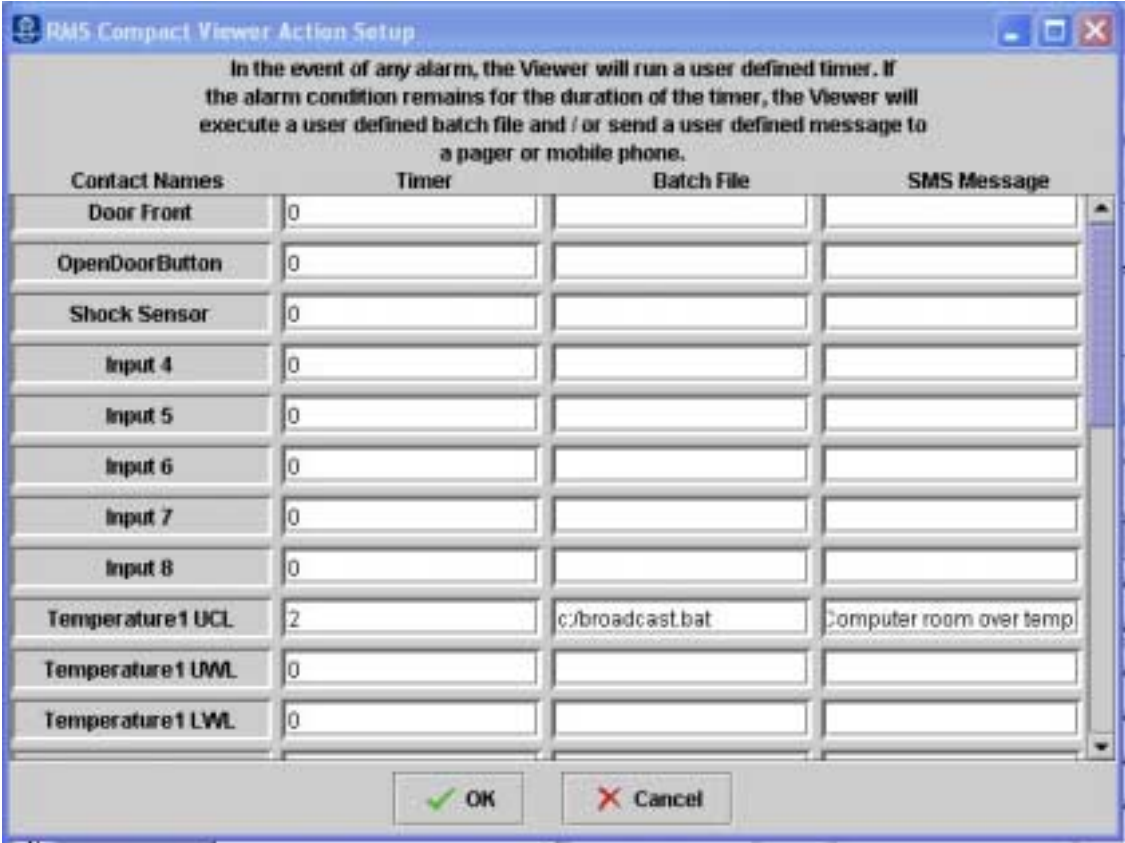 RMS Compact Viewer Action Setup
In the event of any alarm, the Viewer will run a user defined timer. If
the alarm condition remains for the duration of the timer, the Viewer will
execute a user defined batch file and / or send a user defined message to
a pager or mobile phone.
Contact Names Timer Batch File SMS Message
Door Front 0
OpenDoorButton 0
Shock Sensor 0
Input 4 0
Input 5 0
Input 6 0
Input 7 0
Input 8 0
Temperature1 UCL 2 c:/broadcast.bat Computer room over temp
Temperature1 UWL 0
Temperature1 LWL 0
OK Cancel